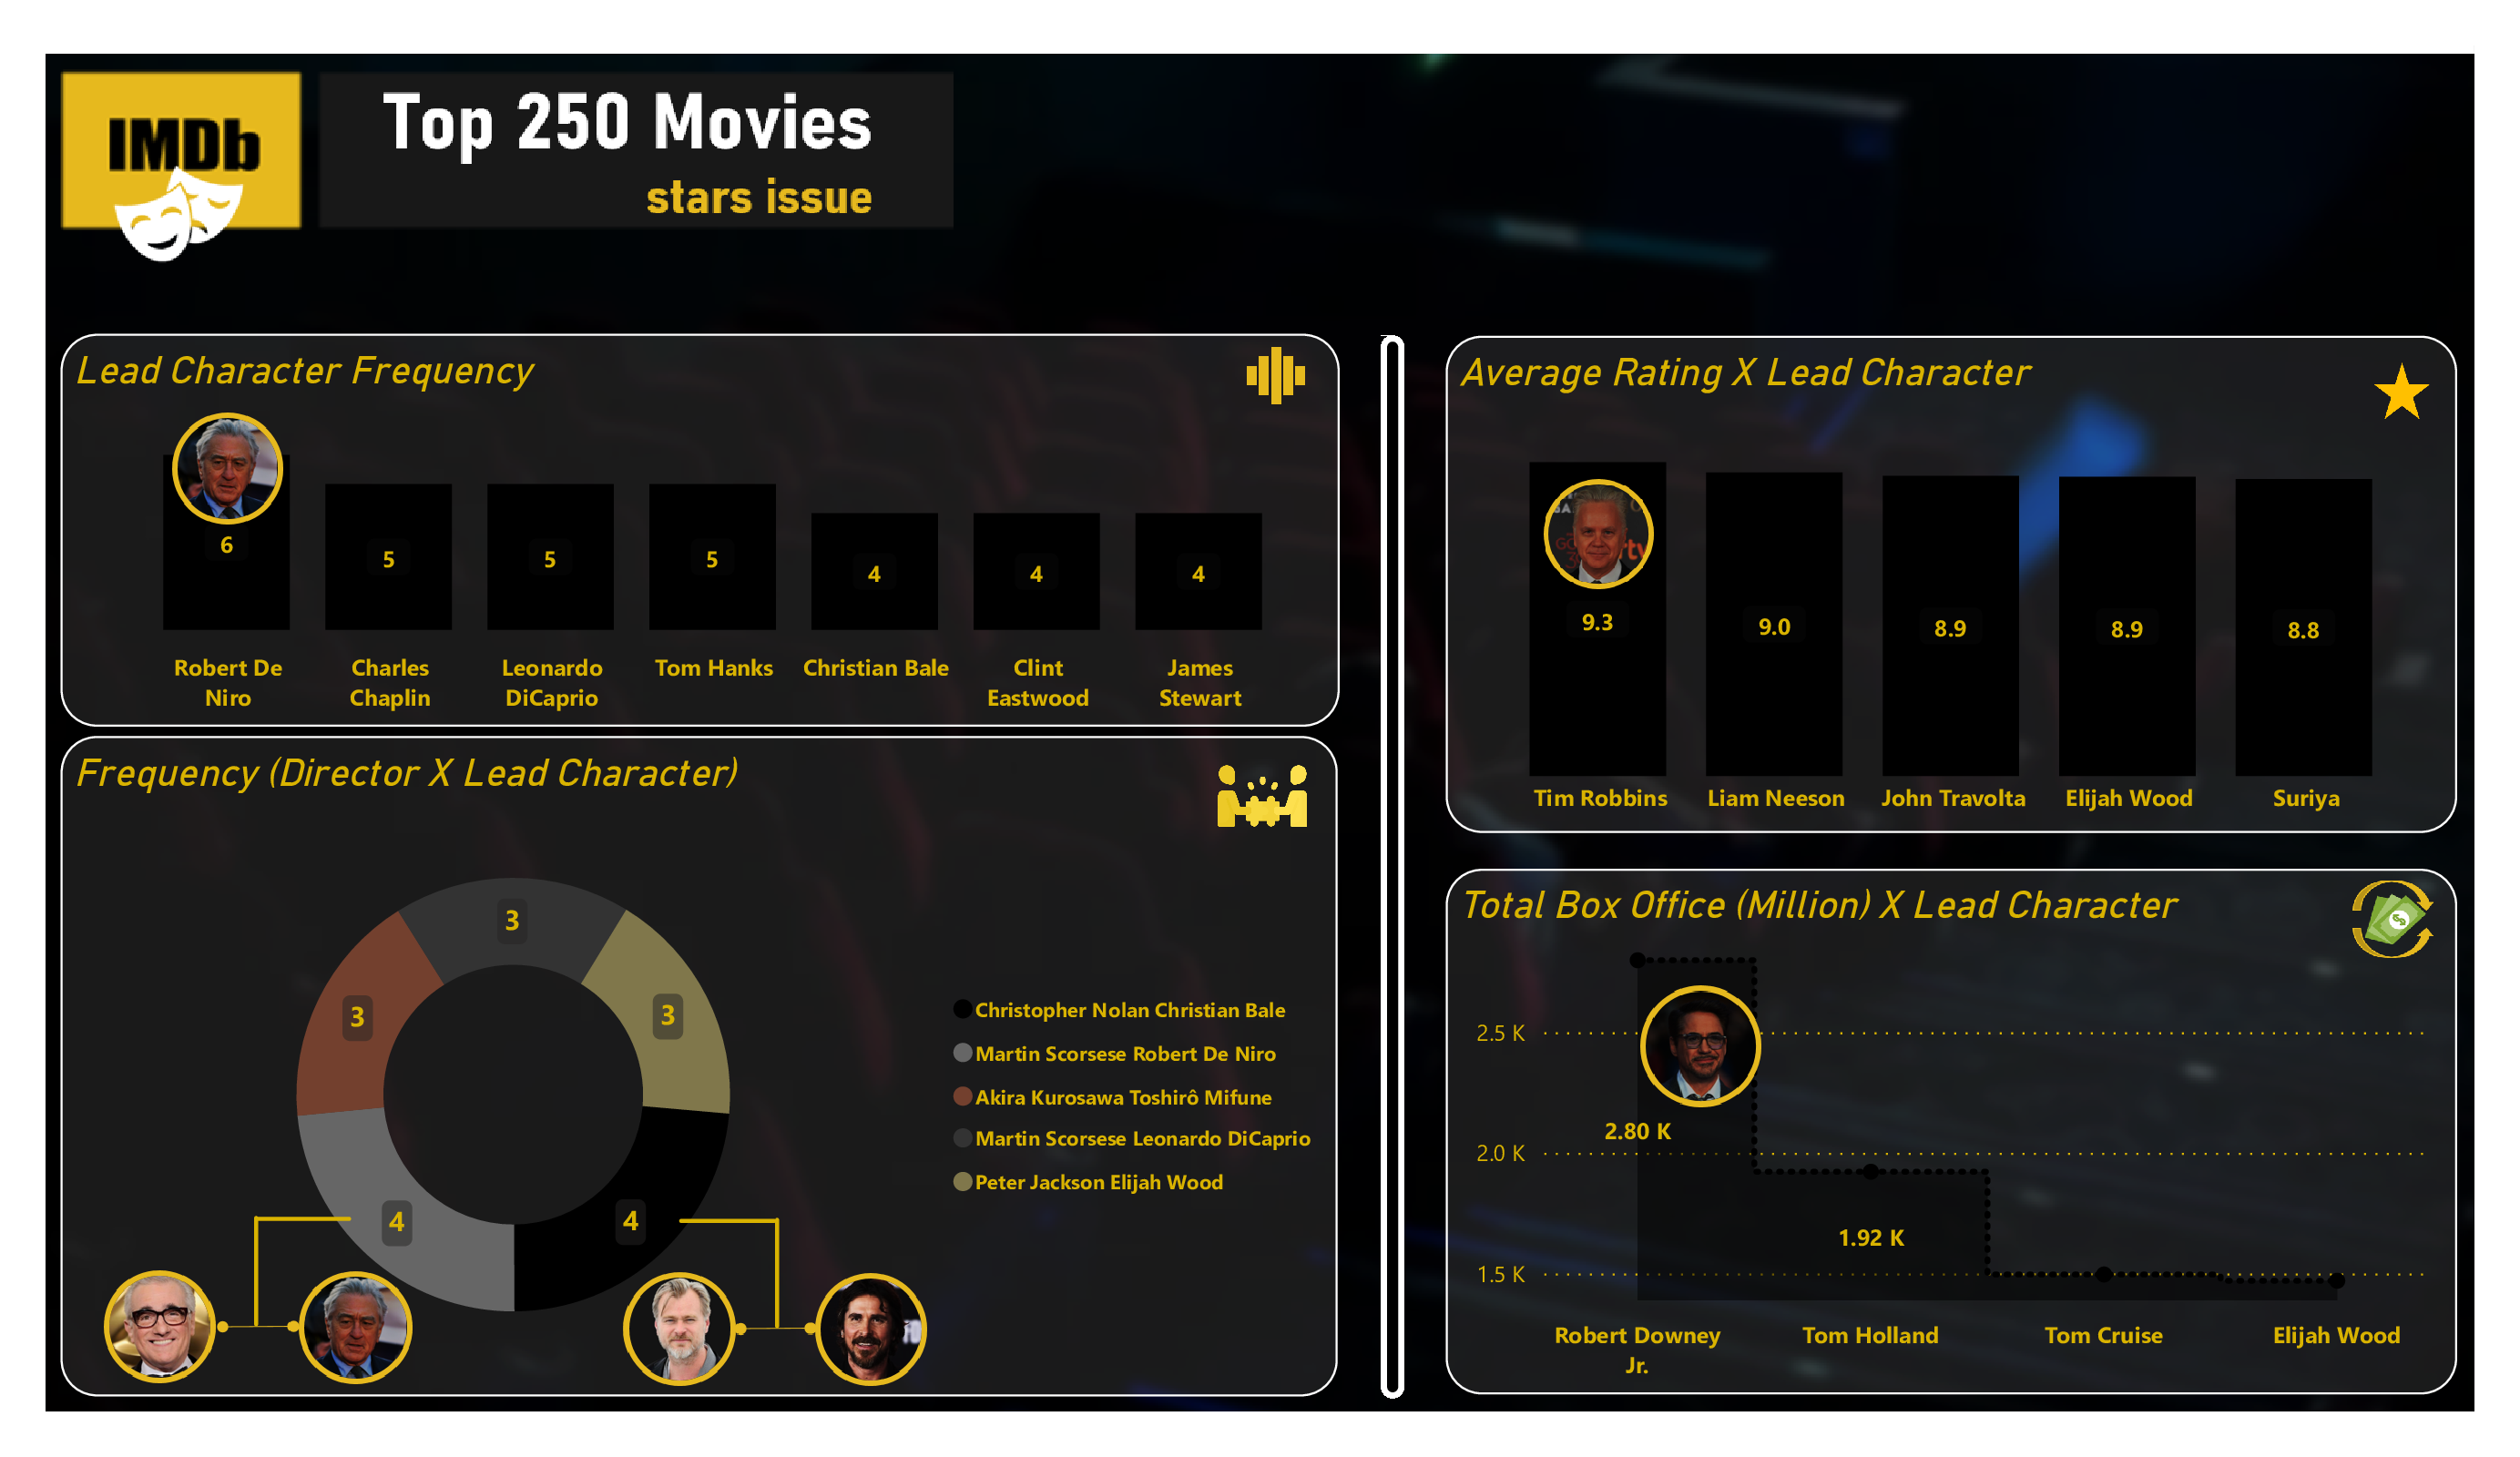 IMDb
Top 250 Movies
stars issue
Lead Character Frequency
6
5
5
5
4
4
4
Robert De
Niro
Charles
Chaplin
Leonardo
DiCaprio
Tom Hanks
Christian Bale
Clint
Eastwood
James
Stewart
Frequency (Director X Lead Character)
3
3
3
4
4
Christopher Nolan Christian Bale
Martin Scorsese Robert De Niro
Akira Kurosawa Toshirô Mifune
Martin Scorsese Leonardo DiCaprio
Peter Jackson Elijah Wood
Average Rating X Lead Character
9.3
9.0
8.9
8.9
8.8
Tim Robbins
Liam Neeson
John Travolta
Elijah Wood
Suriya
Total Box Office (Million) X Lead Character
2.5 K
2.0 K
1.5 K
2.80 K
1.92 K
Robert Downey
Jr.
Tom Holland
Tom Cruise
Elijah Wood